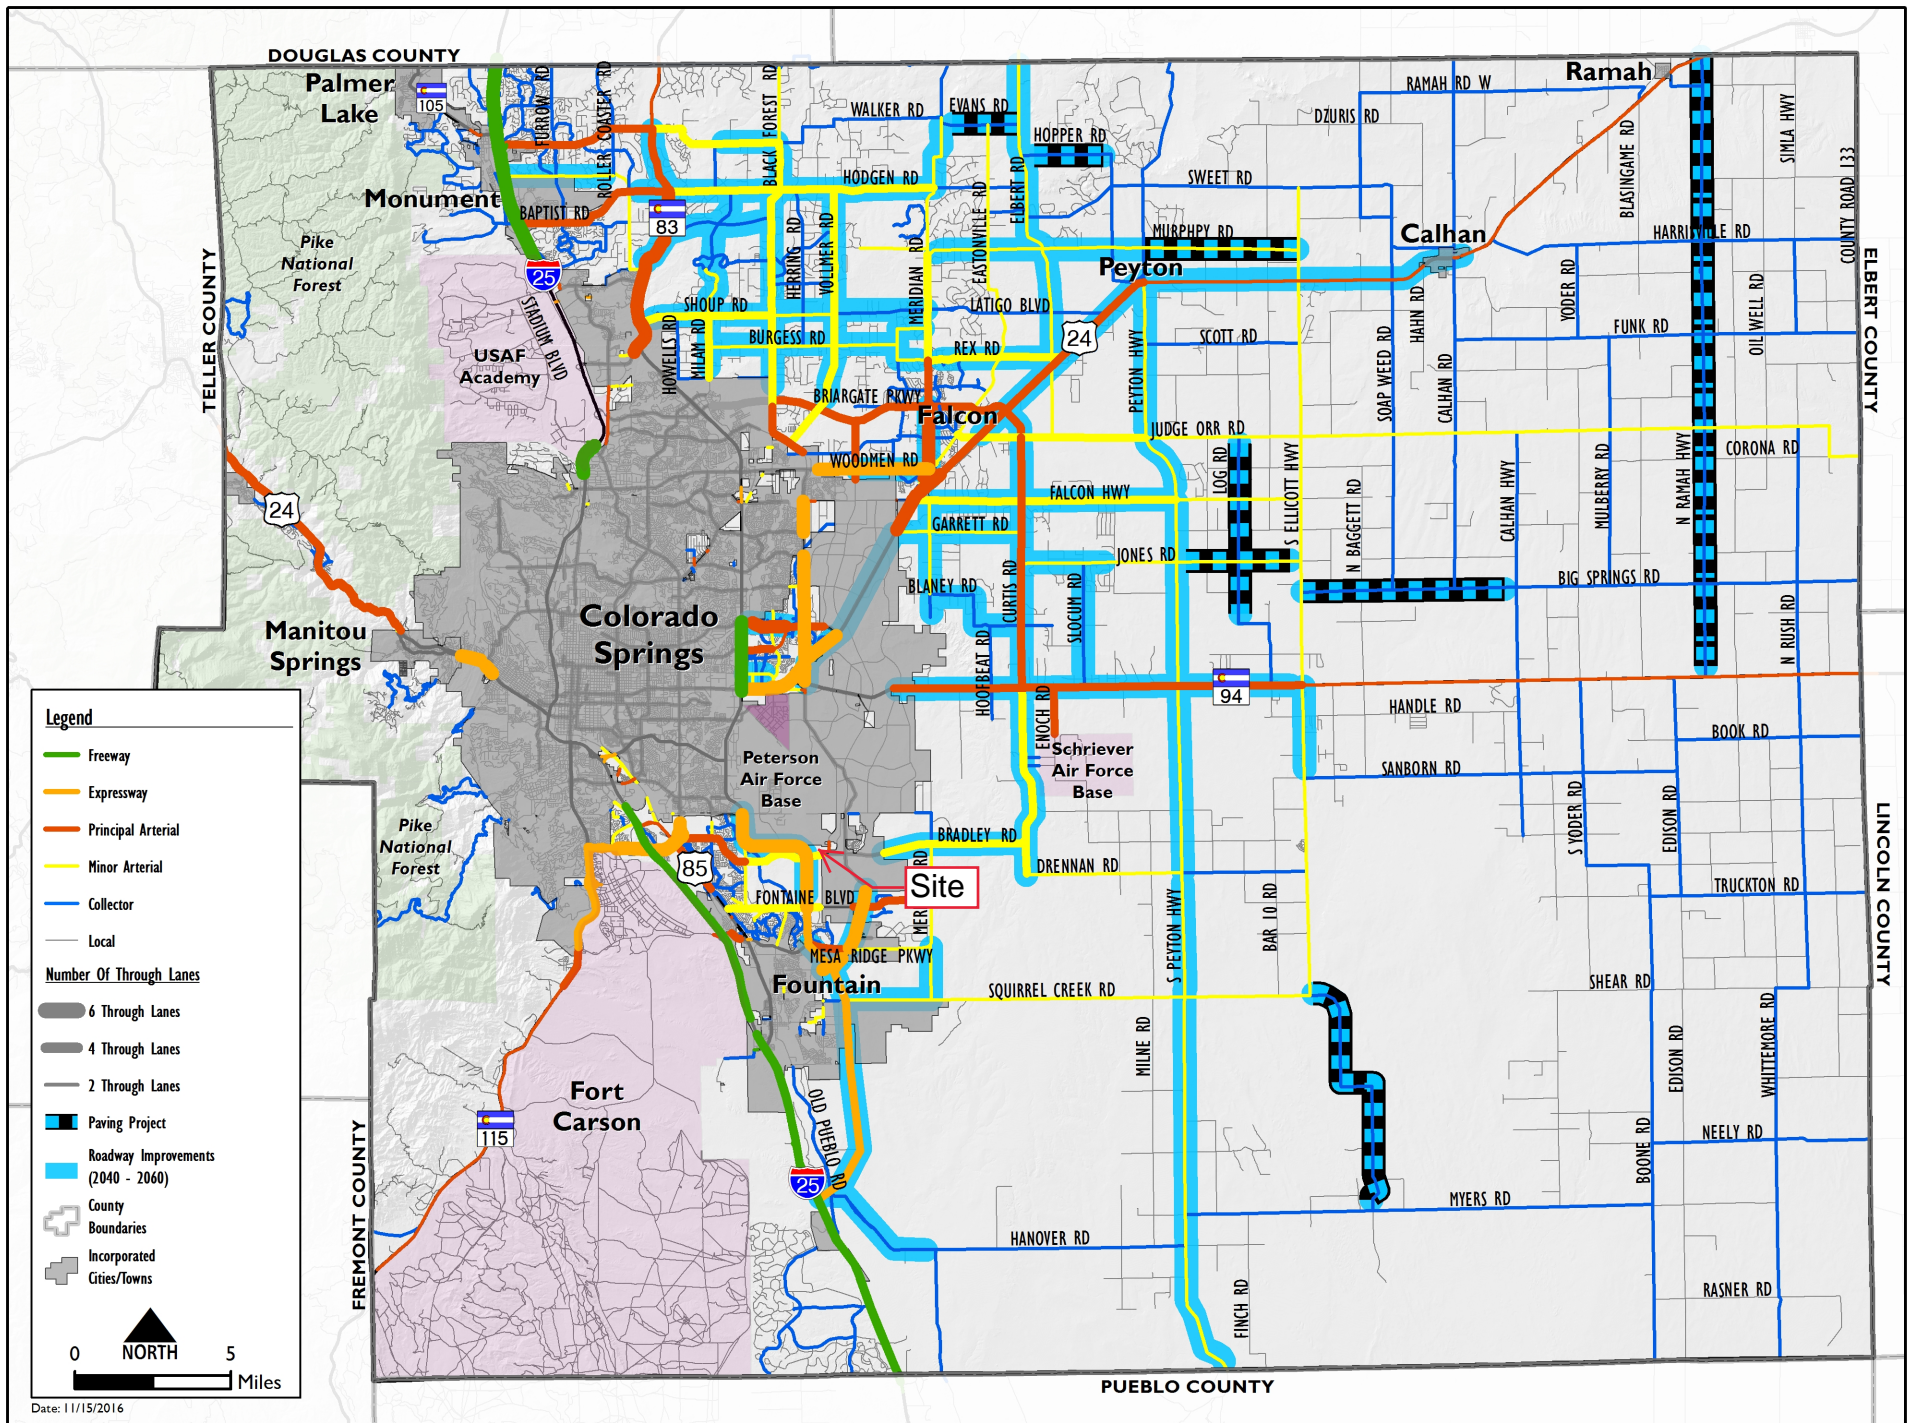 DOUGLAS COUNTY
Palmer
Lake
105
FURROW RD
ROLLER COASTER RD
BLACK FOREST RD
WALKER RD
EVANS RD
HOPPER RD
ELBERT RD
DZURIS RD
RAMAH RD W
Ramah
BLASINGAME RD
SIMLA HWY
COUNTY ROAD 133
Monument
BAPTIST RD
83
HODGEN RD
SWEET RD
Pike
National
Forest
25
HERRING RD
VOLLMER RD
MERIDIAN RD
EASTONVILLE RD
MURPHPY RD
Peyton
Calhan
HARRISVILLE RD
TELLER COUNTY
ELBERT COUNTY
STADIUM BLVD
USAF
Academy
SHOUP RD
BURGESS RD
HOWELLS RD
MILAM RD
LATIGO BLVD
REX RD
24
PEYTON HWY
SCOTT RD
SOAP WEED RD
HAHN RD
CALHAN RD
YODER RD
FUNK RD
OIL WELL RD
BRIARGATE PKWY
Falcon
JUDGE ORR RD
WOODMEN RD
LOG RD
S ELLICOTT HWY
N BAGGETT RD
CALHAN HWY
MULBERRY RD
N RAMAH HWY
CORONA RD
24
FALCON HWY
GARRETT RD
JONES RD
BLANEY RD
CURTIS RD
SLOCUM RD
HOOFBEAT RD
BIG SPRINGS RD
N RUSH RD
Manitou
Springs
Colorado
Springs
94
HANDLE RD
BOOK RD
ENOCH RD
Peterson
Air Force
Base
Schriever
Air Force
Base
SANBORN RD
S YODER RD
EDISON RD
LINCOLN COUNTY
Pike
National
Forest
85
BRADLEY RD
DRENNAN RD
Site
FONTAINE BLVD
MER
RD
S PEYTON HWY
BAR 10 RD
TRUCKTON RD
MESA RIDGE PKWY
Fountain
SQUIRREL CREEK RD
SHEAR RD
MILNE RD
EDISON RD
WHITTEMORE RD
Fort
Carson
115
OLD PUEBLO RD
25
BOONE RD
NEELY RD
MYERS RD
HANOVER RD
FINCH RD
RASNER RD
FREMONT COUNTY
PUEBLO COUNTY
Legend
Freeway
Expressway
Principal Arterial
Minor Arterial
Collector
Local
Number Of Through Lanes
6 Through Lanes
4 Through Lanes
2 Through Lanes
Paving Project
Roadway Improvements
(2040 - 2060)
County
Boundaries
Incorporated
Cities/Towns
NORTH
0 5
Miles
Date: 11/15/2016